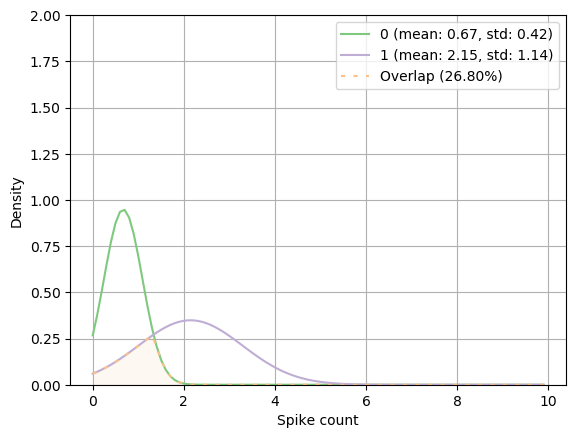 2.00
1.75
1.50
1.25
1.00
0.75
0.50
0.25
0.00
Density
0 (mean: 0.67, std: 0.42)
1 (mean: 2.15, std: 1.14)
Overlap (26.80%)
0 2 4 6 8 10
Spike count